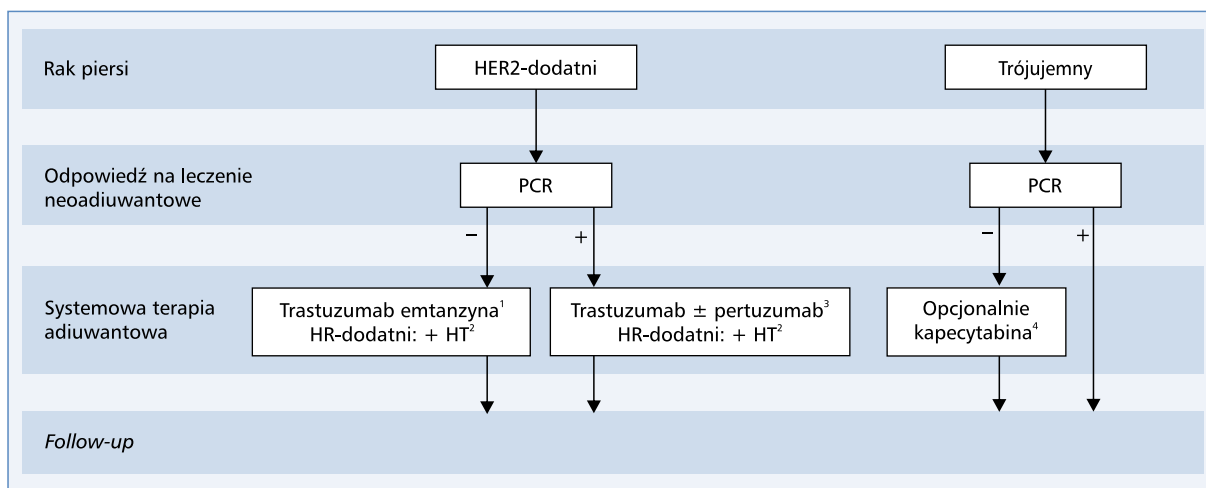 Rak piersi
HER2-dodatni
Trójujemny
Odpowiedź na leczenie
neoadiuwantowe
PCR
PCR
–
+
–
+
Systemowa terapia
adiuwantowa
Trastuzumab emtanzyna¹
HR-dodatni: + HT²
Trastuzumab ± pertuzumab³
HR-dodatni: + HT²
Opcjonalnie
kapecytabina⁴
Follow-up